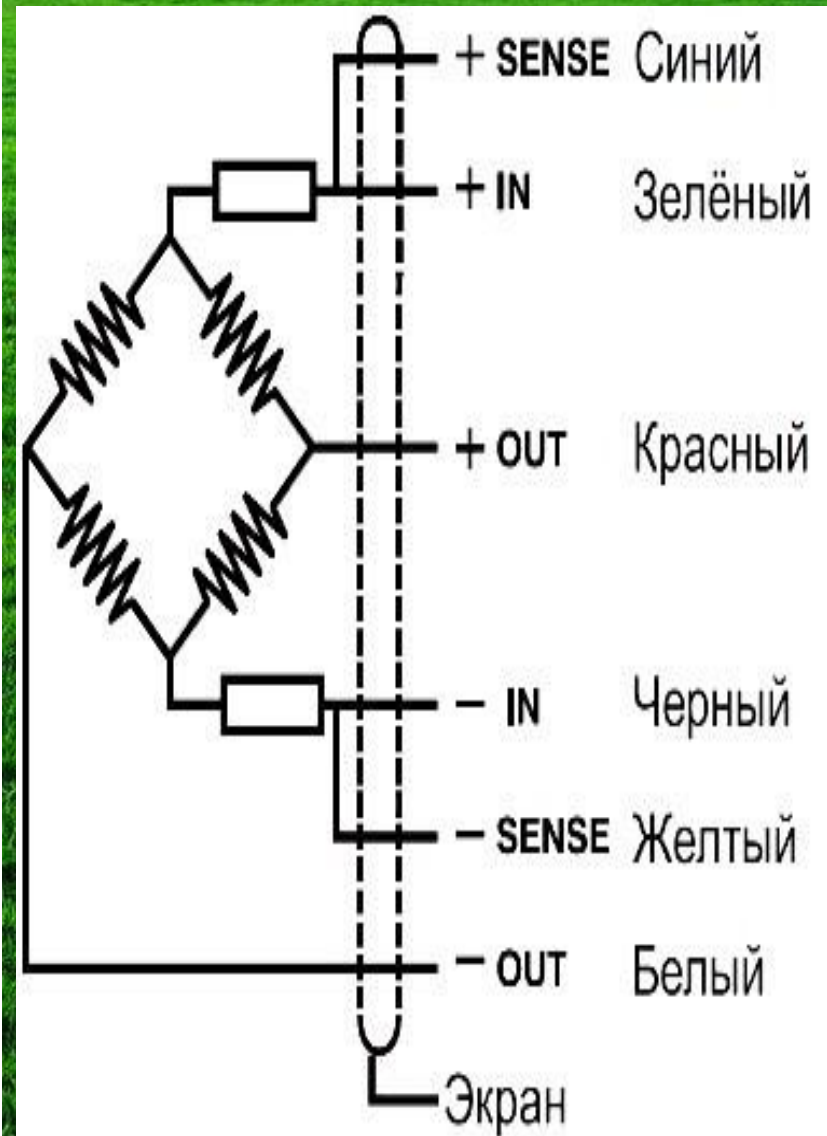 + SENSE Синий
+ IN Зелёный
+ OUT Красный
− IN Черный
− SENSE Желтый
− OUT Белый
Экран